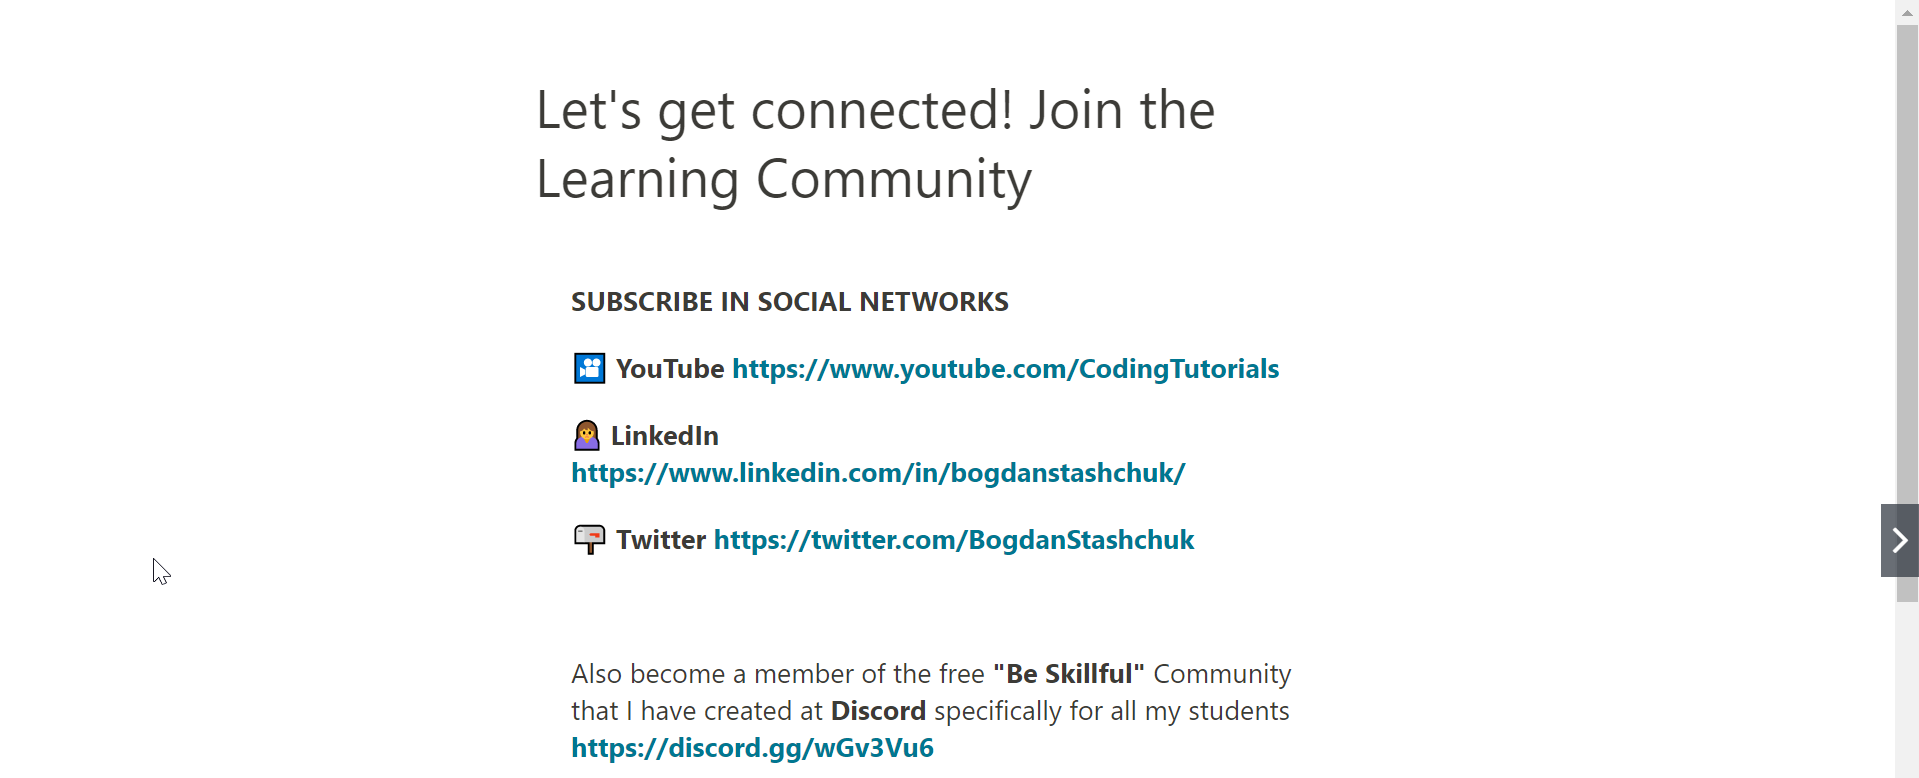 Let's get connected! Join the
Learning Community
SUBSCRIBE IN SOCIAL NETWORKS
YouTube https://www.youtube.com/CodingTutorials
LinkedIn
https://www.linkedin.com/in/bogdanstashchuk/
Twitter https://twitter.com/BogdanStashchuk
Also become a member of the free "Be Skillful" Community
that I have created at Discord specifically for all my students
https://discord.gg/wGv3Vu6